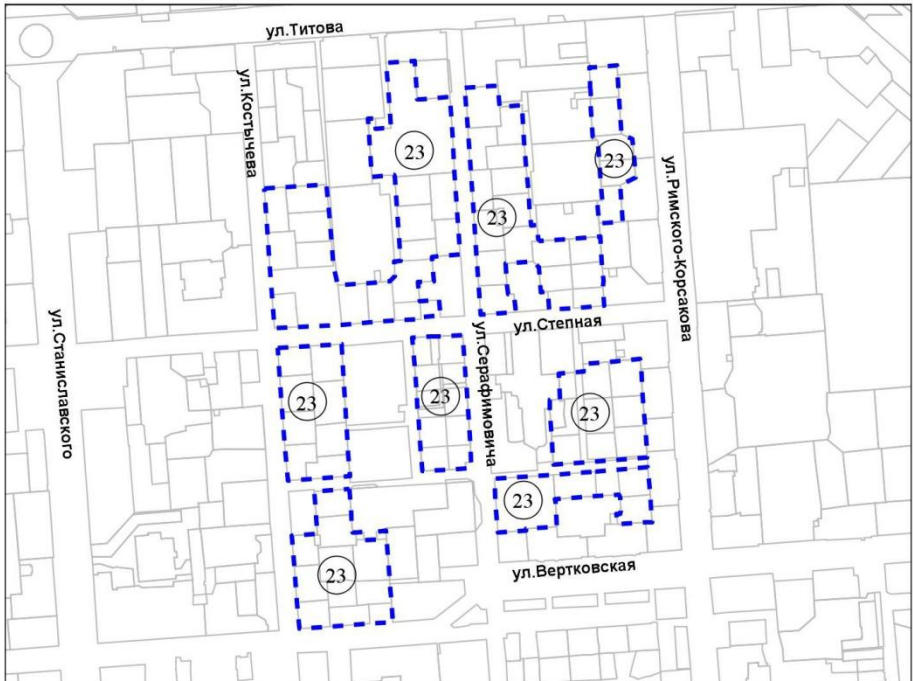 ул.Титова
ул.Костычева
23
23
ул.Римского-Корсакова
23
ул.Станиславского
ул.Степная
ул.Серафимовича
23
23
23
23
ул.Вертковская
23